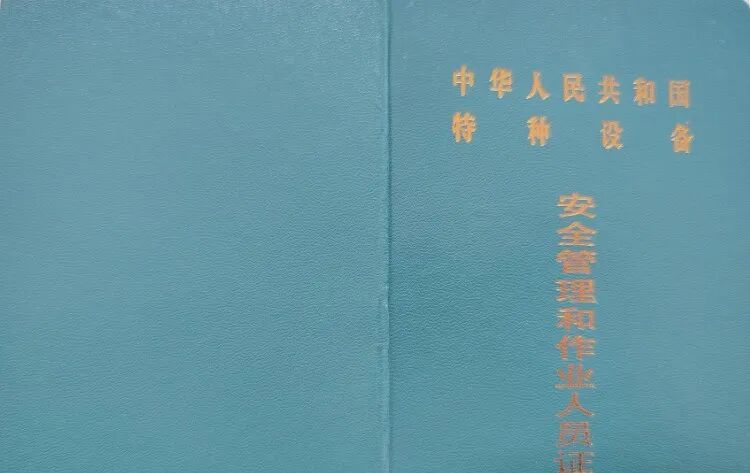 中华人民共和国
特种设备
安全管理和作业人员证